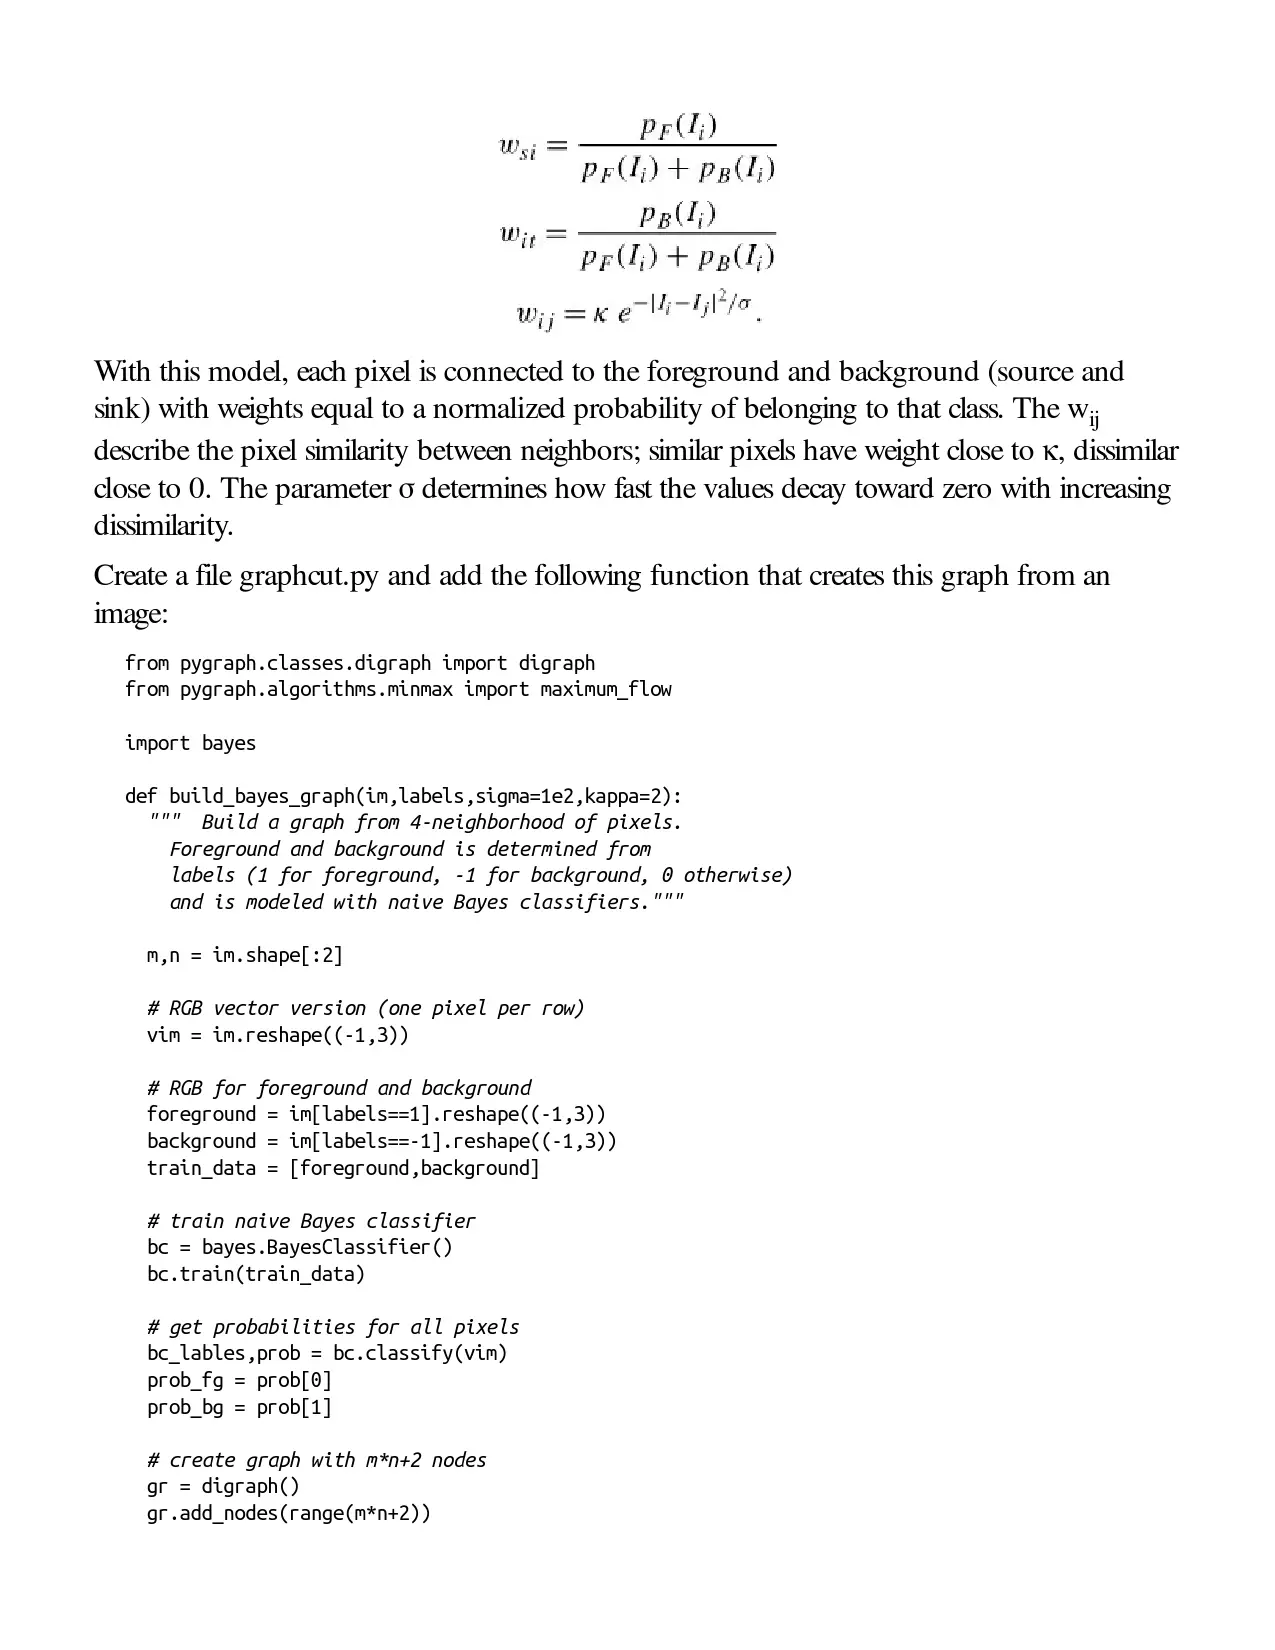 w_{si} = \frac{p_F(I_i)}{p_F(I_i) + p_B(I_i)}
w_{it} = \frac{p_B(I_i)}{p_F(I_i) + p_B(I_i)}
w_{ij} = κ e^{-|I_i-I_j|^2/σ}.
With this model, each pixel is connected to the foreground and background (source and
sink) with weights equal to a normalized probability of belonging to that class. The w_{ij}
describe the pixel similarity between neighbors; similar pixels have weight close to κ, dissimilar
close to 0. The parameter σ determines how fast the values decay toward zero with increasing
dissimilarity.
Create a file graphcut.py and add the following function that creates this graph from an
image:
from pygraph.classes.digraph import digraph
from pygraph.algorithms.minmax import maximum_flow
import bayes
def build_bayes_graph(im,labels,sigma=1e2,kappa=2):
""" Build a graph from 4-neighborhood of pixels.
Foreground and background is determined from
labels (1 for foreground, -1 for background, 0 otherwise)
and is modeled with naive Bayes classifiers."""
m,n = im.shape[:2]
# RGB vector version (one pixel per row)
vim = im.reshape((-1,3))
# RGB for foreground and background
foreground = im[labels==1].reshape((-1,3))
background = im[labels==-1].reshape((-1,3))
train_data = [foreground,background]
# train naive Bayes classifier
bc = bayes.BayesClassifier()
bc.train(train_data)
# get probabilities for all pixels
bc_lables,prob = bc.classify(vim)
prob_fg = prob[0]
prob_bg = prob[1]
# create graph with m*n+2 nodes
gr = digraph()
gr.add_nodes(range(m*n+2))